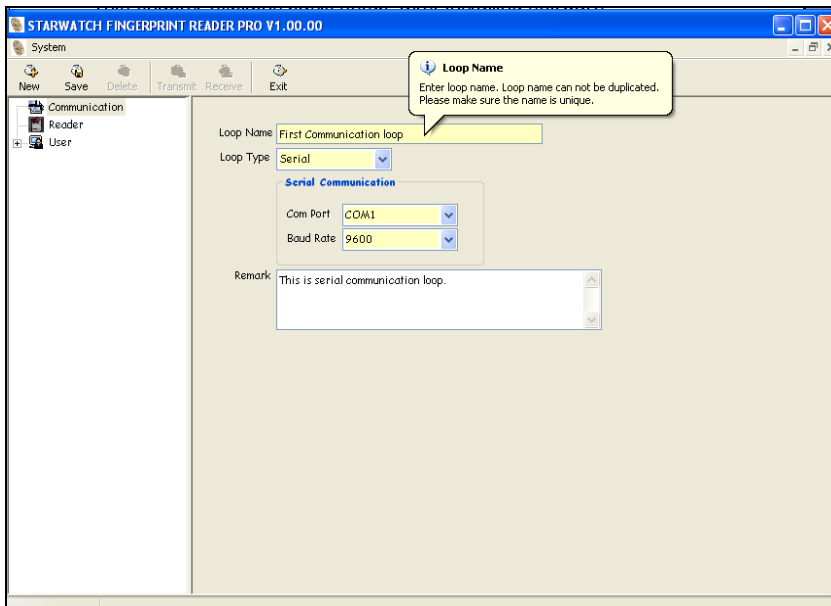 STARWATCH FINGERPRINT READER PRO V1.00.00
System
New Save Delete Transmit Receive Exit
Loop Name
Enter loop name. Loop name can not be duplicated.
Please make sure the name is unique.
Communication
Reader
User
Loop Name First Communication loop
Loop Type Serial
Serial Communication
Com Port COM1
Baud Rate 9600
Remark This is serial communication loop.